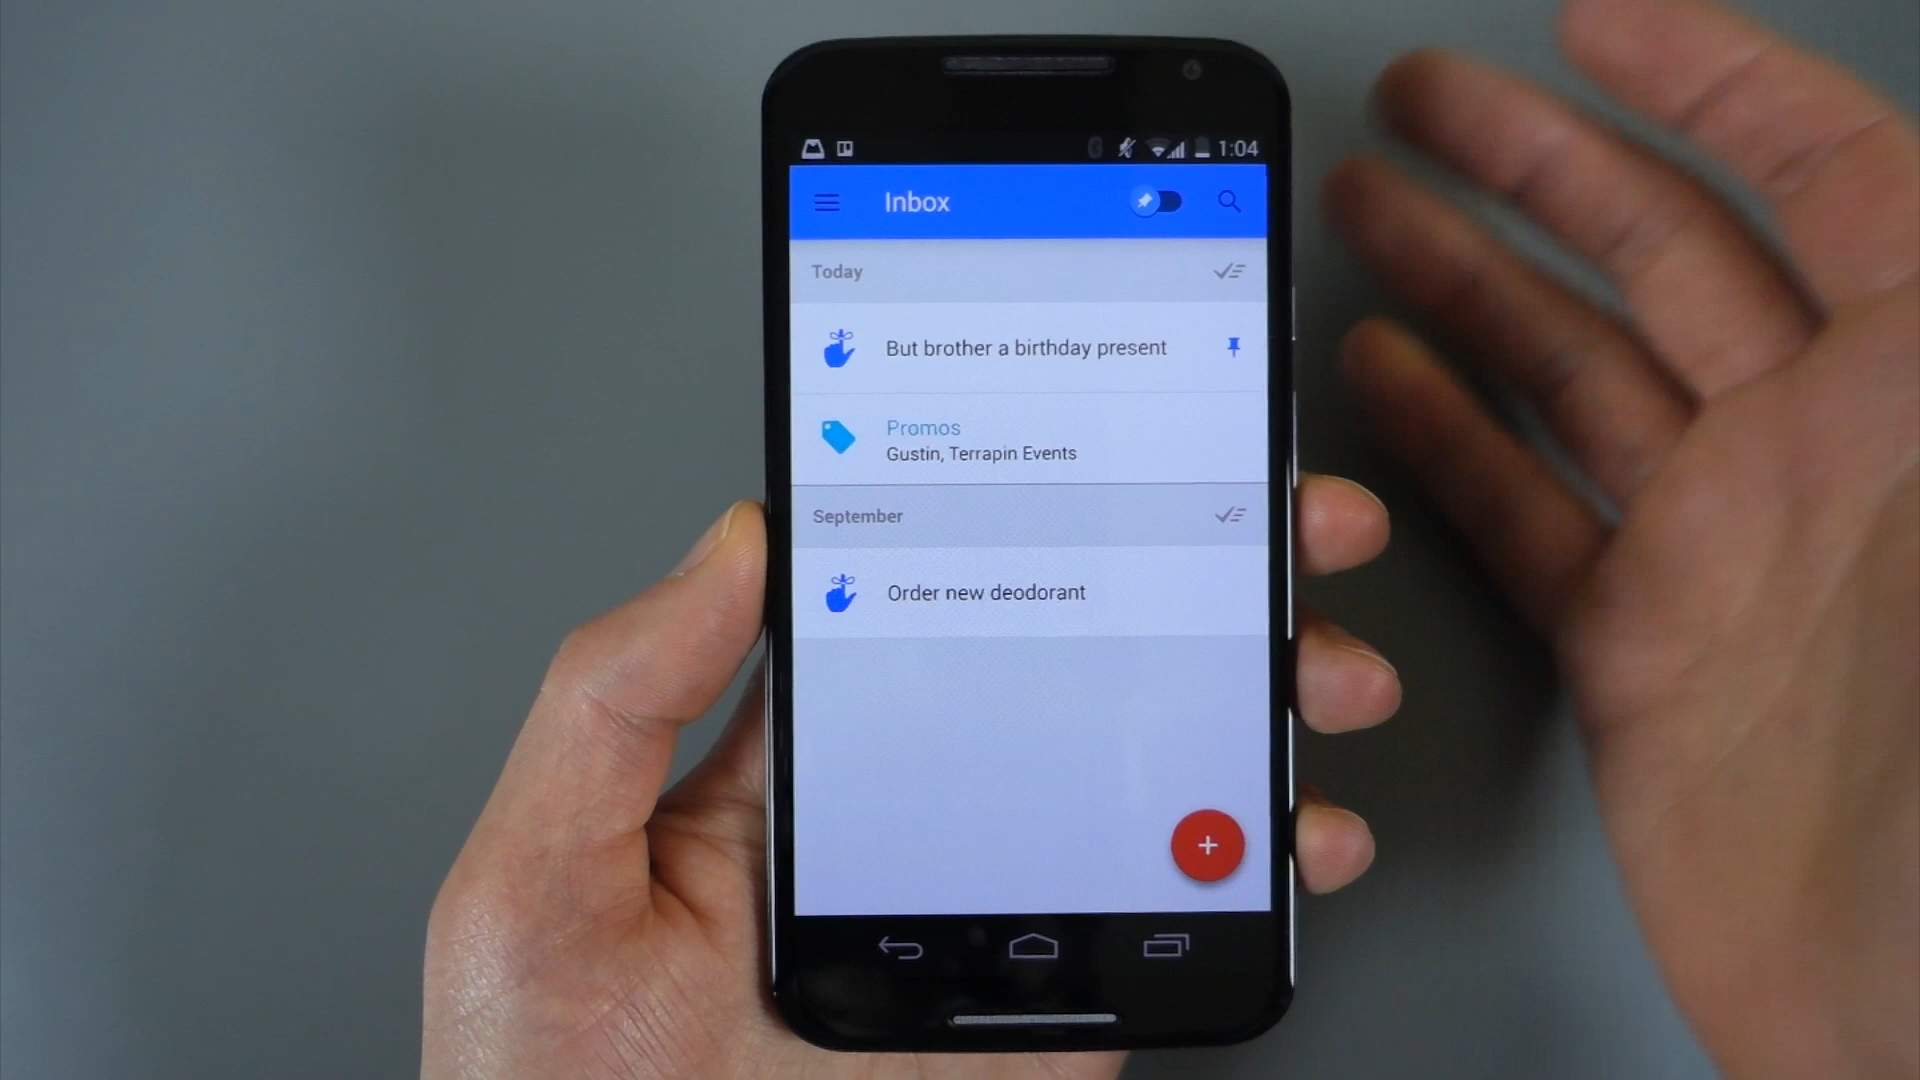 1:04
Inbox
Today
But brother a birthday present
Promos
Gustin, Terrapin Events
September
Order new deodorant